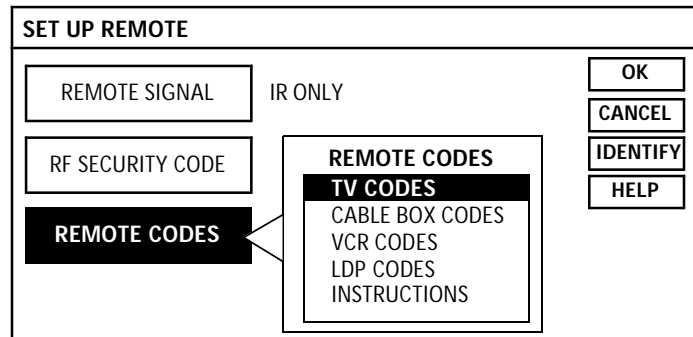 SET UP REMOTE
REMOTE SIGNAL
IR ONLY
RF SECURITY CODE
REMOTE CODES
REMOTE CODES
TV CODES
CABLE BOX CODES
VCR CODES
LDP CODES
INSTRUCTIONS
OK
CANCEL
IDENTIFY
HELP